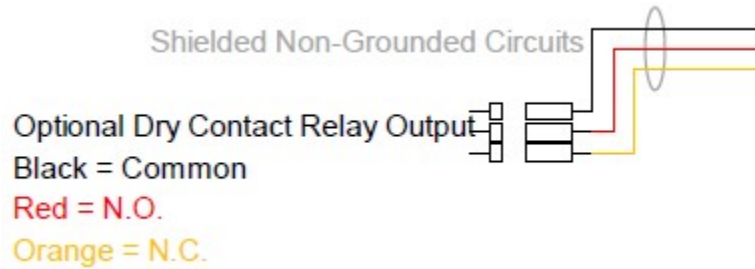 Shielded Non-Grounded Circuits
Optional Dry Contact Relay Output
Black = Common
Red = N.O.
Orange = N.C.